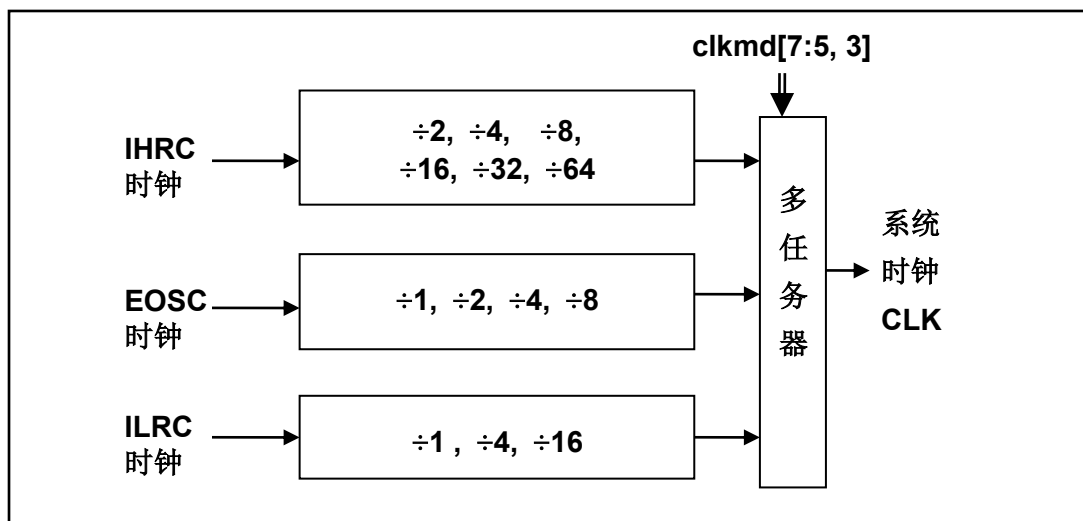 clkmd[7:5, 3]
IHRC
时钟
÷2, ÷4, ÷8,
÷16, ÷32, ÷64
EOSC
时钟
÷1, ÷2, ÷4, ÷8
ILRC
时钟
÷1 , ÷4, ÷16
多
任
务
器
系统
时钟
CLK